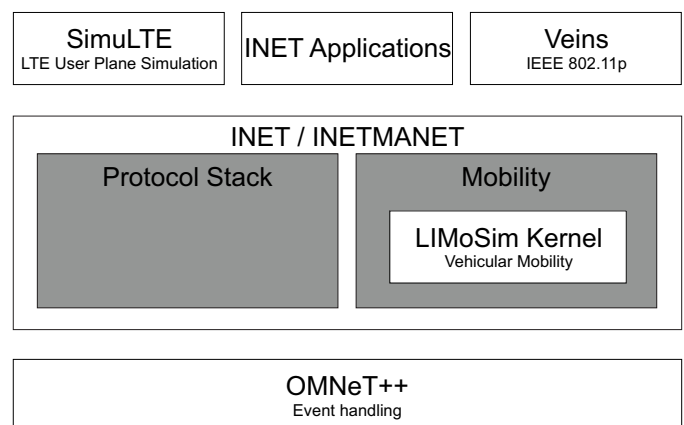 SimuLTE
LTE User Plane Simulation
INET Applications
Veins
IEEE 802.11p
INET / INETMANET
Protocol Stack
Mobility
LIMoSim Kernel
Vehicular Mobility
OMNeT++
Event handling